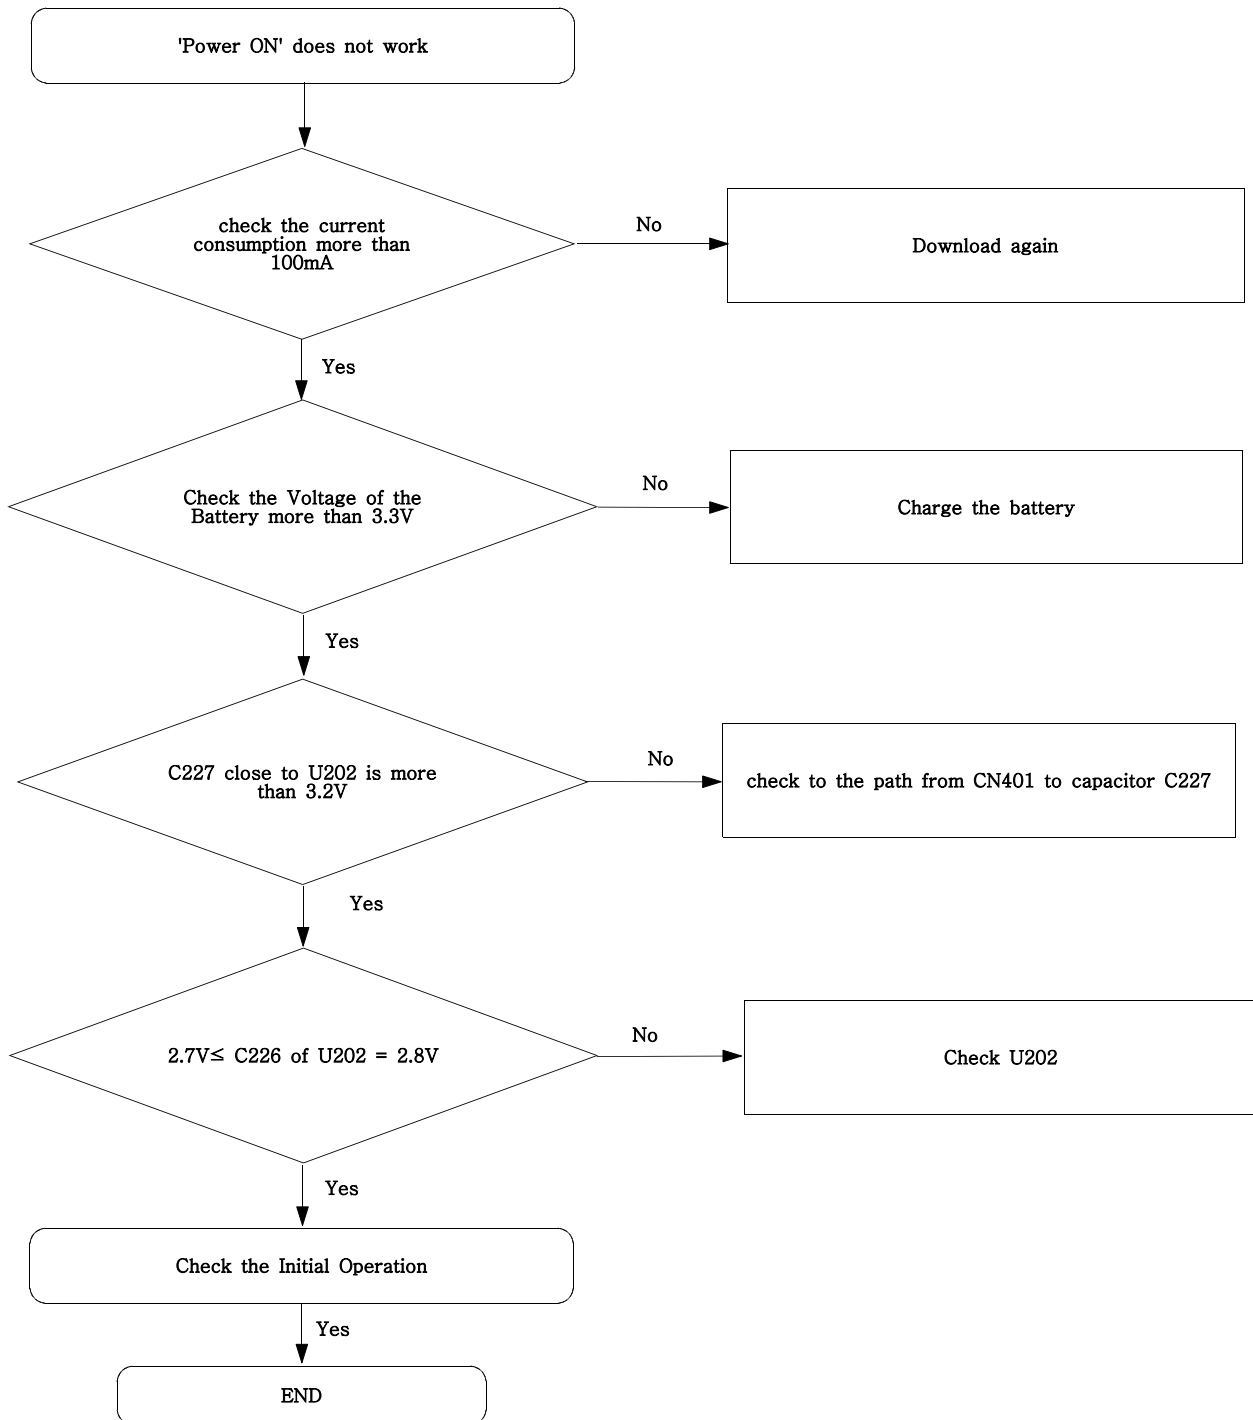 'Power ON' does not work
check the current
consumption more than
100mA
No
Download again
Yes
Check the Voltage of the
Battery more than 3.3V
No
Charge the battery
Yes
C227 close to U202 is more
than 3.2V
No
check to the path from CN401 to capacitor C227
Yes
2.7V≤ C226 of U202 = 2.8V
No
Check U202
Yes
Check the Initial Operation
Yes
END